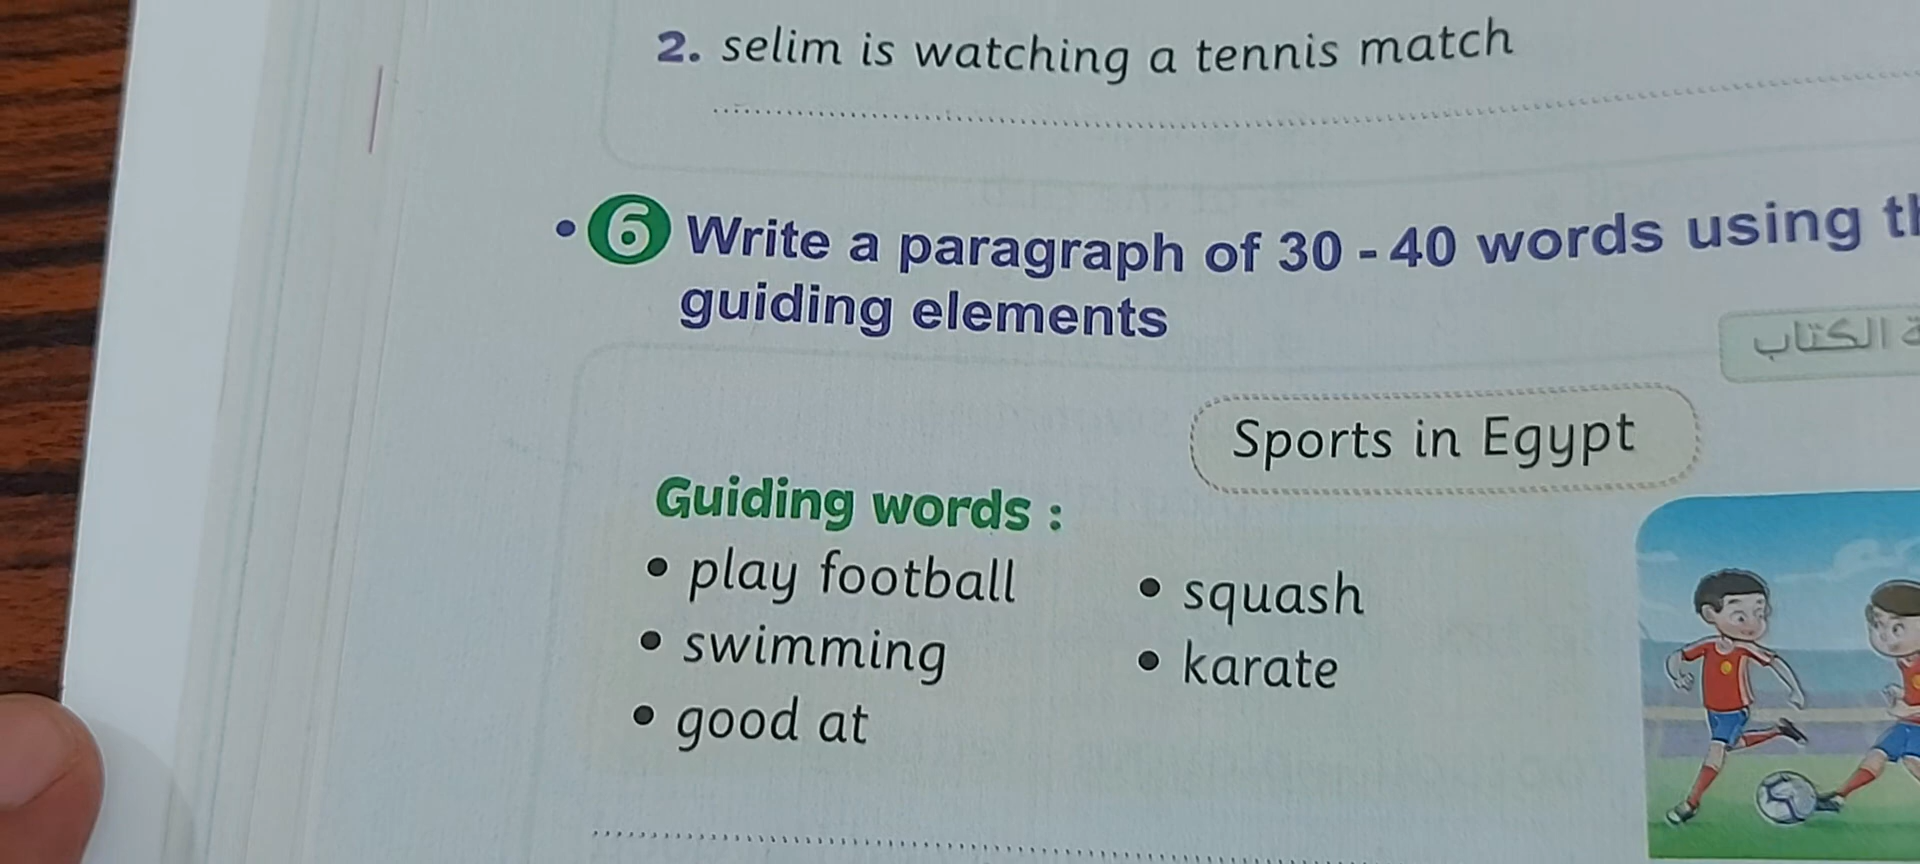 2. selim is watching a tennis match
6 Write a paragraph of 30 - 40 words using
guiding elements
الكتاب
Sports in Egypt
Guiding words :
• play football
• squash
• swimming
• karate
• good at